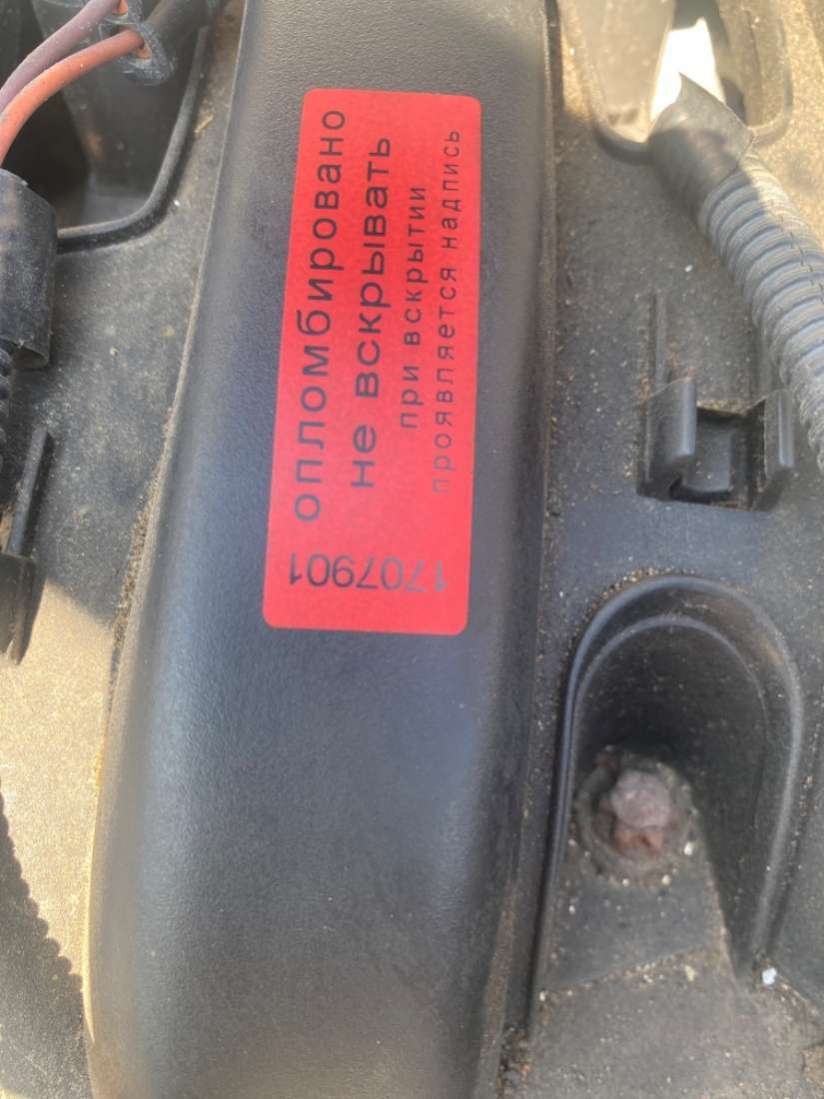 опломбировано
не вскрывать
при вскрытии
проявляется надпись
1707901